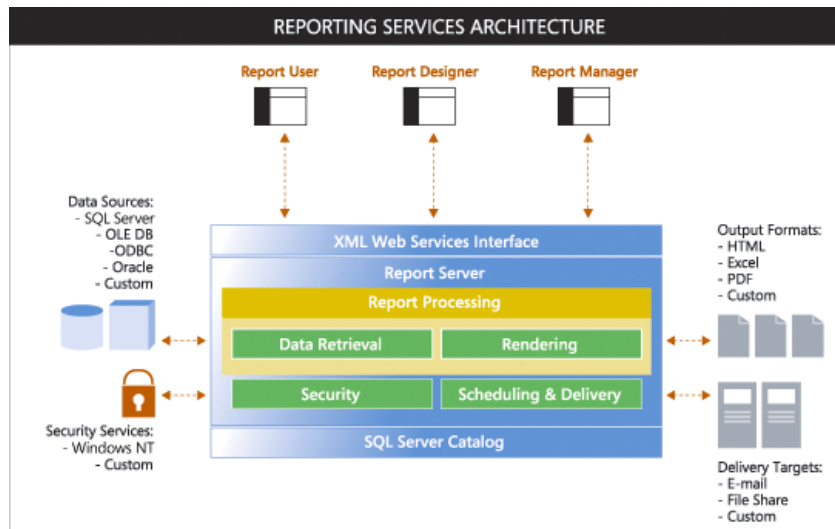 REPORTING SERVICES ARCHITECTURE
Report User
Report Designer
Report Manager
Data Sources:
- SQL Server
- OLE DB
-ODBC
- Oracle
- Custom
XML Web Services Interface
Report Server
Report Processing
Data Retrieval
Rendering
Security
Scheduling & Delivery
SQL Server Catalog
Output Formats:
- HTML
- Excel
- PDF
- Custom
Security Services:
- Windows NT
- Custom
Delivery Targets:
- E-mail
- File Share
- Custom